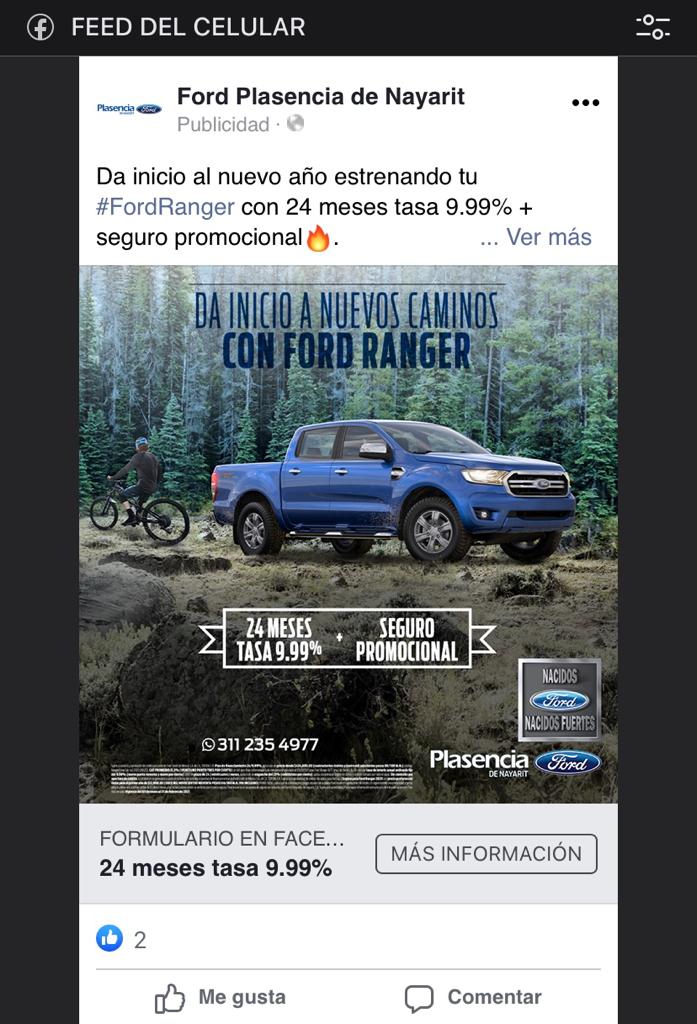 FEED DEL CELULAR
Plasencia Ford
DE NAYARIT
Ford Plasencia de Nayarit
Publicidad ·
Da inicio al nuevo año estrenando tu
#FordRanger con 24 meses tasa 9.99% +
seguro promocional🔥.
... Ver más
DA INICIO A NUEVOS CAMINOS
CON FORD RANGER
24 MESES
TASA 9.99%
+
SEGURO
PROMOCIONAL
NACIDOS
Ford
NACIDOS FUERTES
311 235 4977
Plasencia Ford
DE NAYARIT
FORMULARIO EN FACE...
24 meses tasa 9.99%
MÁS INFORMACIÓN
2
Me gusta
Comentar